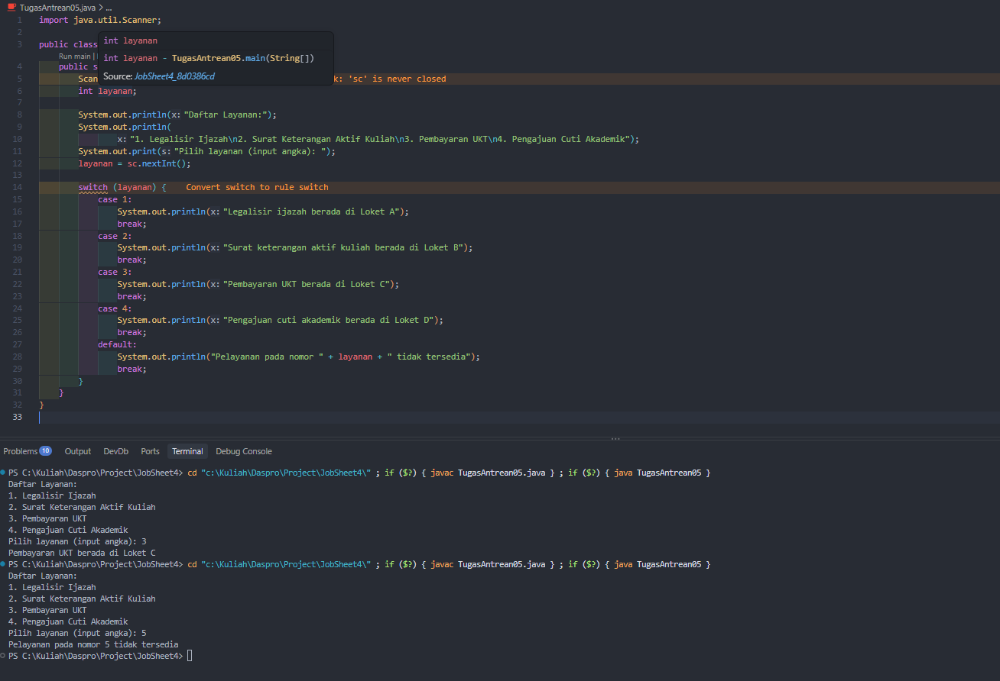 TugasAntrean05.java > ...
1 import java.util.Scanner;
2
3 public class
int layanan
int layanan - TugasAntrean05.main(String[])
Source: JobSheet4_8d0386cd
Run main |
4 public s
5 Scan k: 'sc' is never closed
6 int layanan;
7
8 System.out.println(x: "Daftar Layanan:");
9 System.out.println(
10 x: "1. Legalisir Ijazah\n2. Surat Keterangan Aktif Kuliah\n3. Pembayaran UKT\n4. Pengajuan Cuti Akademik");
11 System.out.print(s: "Pilih layanan (input angka): ");
12 layanan = sc.nextInt();
13
14 switch (layanan) { Convert switch to rule switch
15 case 1:
16 System.out.println(x: "Legalisir ijazah berada di Loket A");
17 break;
18 case 2:
19 System.out.println(x: "Surat keterangan aktif kuliah berada di Loket B");
20 break;
21 case 3:
22 System.out.println(x: "Pembayaran UKT berada di Loket C");
23 break;
24 case 4:
25 System.out.println(x: "Pengajuan cuti akademik berada di Loket D");
26 break;
27 default:
28 System.out.println("Pelayanan pada nomor " + layanan + " tidak tersedia");
29 break;
30 }
31 }
32 }
33
Problems 10 Output DevDb Ports Terminal Debug Console
PS C:\Kuliah\Daspro\Project\JobSheet4> cd "c:\Kuliah\Daspro\Project\JobSheet4\" ; if ($?) { javac TugasAntrean05.java } ; if ($?) { java TugasAntrean05 }
Daftar Layanan:
1. Legalisir Ijazah
2. Surat Keterangan Aktif Kuliah
3. Pembayaran UKT
4. Pengajuan Cuti Akademik
Pilih layanan (input angka): 3
Pembayaran UKT berada di Loket C
PS C:\Kuliah\Daspro\Project\JobSheet4> cd "c:\Kuliah\Daspro\Project\JobSheet4\" ; if ($?) { javac TugasAntrean05.java } ; if ($?) { java TugasAntrean05 }
Daftar Layanan:
1. Legalisir Ijazah
2. Surat Keterangan Aktif Kuliah
3. Pembayaran UKT
4. Pengajuan Cuti Akademik
Pilih layanan (input angka): 5
Pelayanan pada nomor 5 tidak tersedia
PS C:\Kuliah\Daspro\Project\JobSheet4>